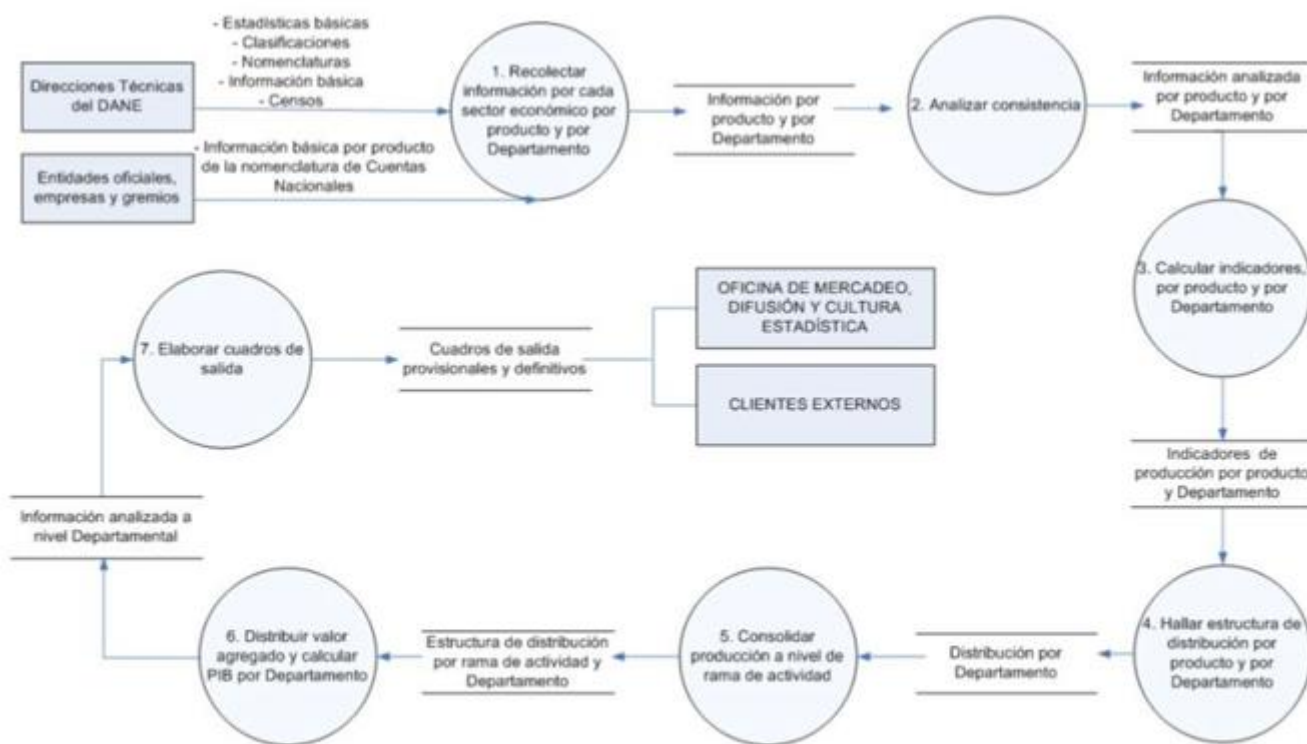 - Estadísticas básicas
- Clasificaciones
- Nomenclaturas
- Información básica
- Censos
Direcciones Técnicas
del DANE
- Información básica por producto
de la nomenclatura de Cuentas
Nacionales
Entidades oficiales,
empresas y gremios
1. Recolectar
información por cada
sector económico por
producto y por
Departamento
Información por
producto y por
Departamento
2. Analizar consistencia
Información analizada
por producto y por
Departamento
3. Calcular indicadores,
por producto y por
Departamento
Indicadores de
producción por producto
y Departamento
4. Hallar estructura de
distribución por
producto y por
Departamento
Distribución por
Departamento
5. Consolidar
producción a nivel de
rama de actividad
Estructura de distribución
por rama de actividad y
Departamento
6. Distribuir valor
agregado y calcular
PIB por Departamento
Información analizada a
nivel Departamental
7. Elaborar cuadros de
salida
Cuadros de salida
provisionales y definitivos
OFICINA DE MERCADEO,
DIFUSIÓN Y CULTURA
ESTADÍSTICA
CLIENTES EXTERNOS